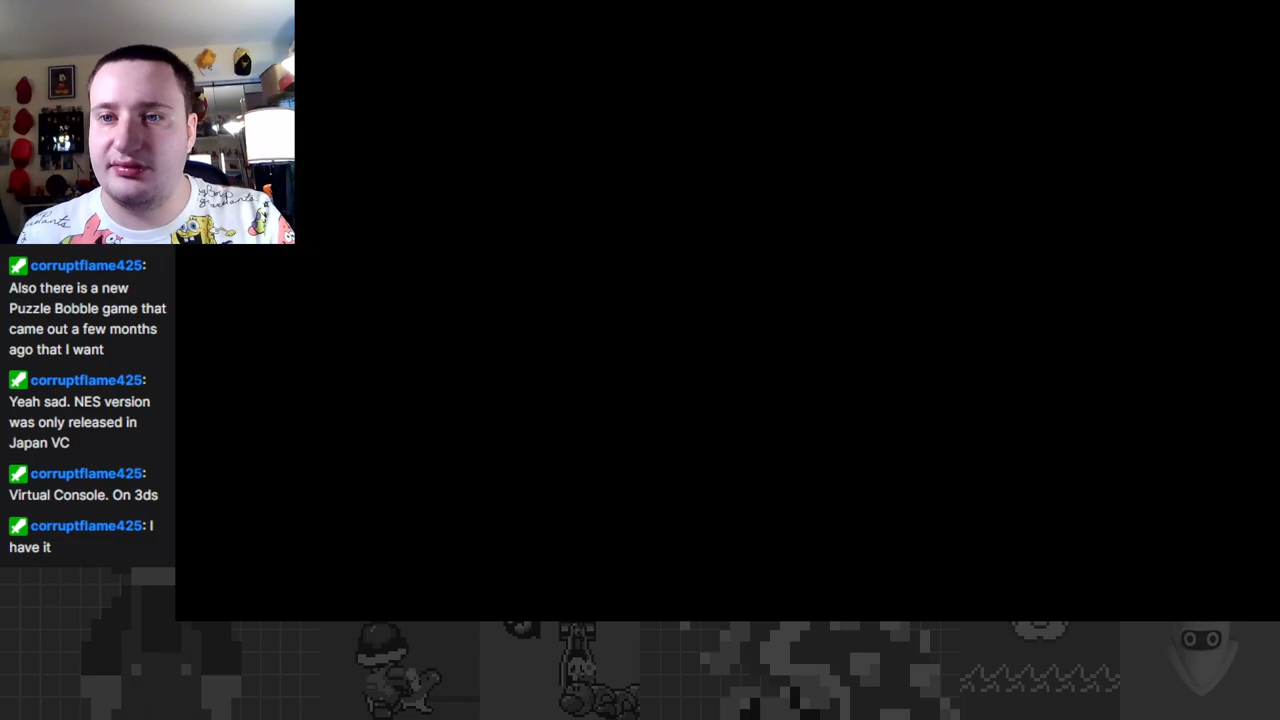 corruptflame425:
Also there is a new
Puzzle Bobble game that
came out a few months
ago that I want
corruptflame425:
Yeah sad. NES version
was only released in
Japan VC
corruptflame425:
Virtual Console. On 3ds
corruptflame425: I
have it